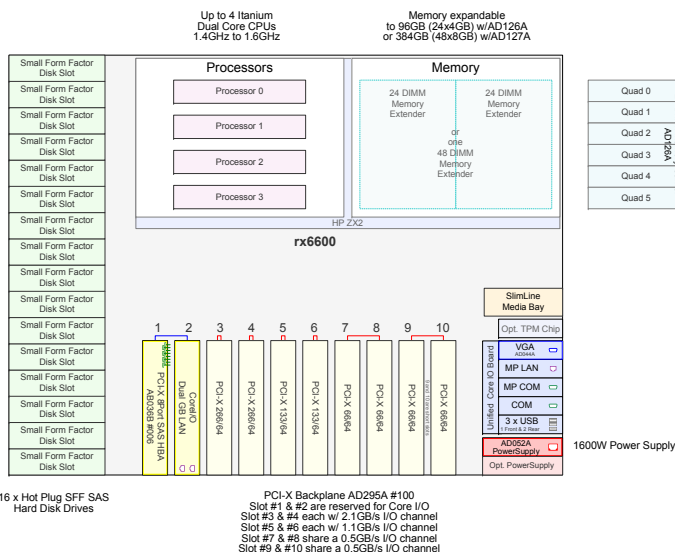 Up to 4 Itanium
Dual Core CPUs
1.4GHz to 1.6GHz
Memory expandable
to 96GB (24x4GB) w/AD126A
or 384GB (48x8GB) w/AD127A
Small Form Factor
Disk Slot
Small Form Factor
Disk Slot
Small Form Factor
Disk Slot
Small Form Factor
Disk Slot
Small Form Factor
Disk Slot
Small Form Factor
Disk Slot
Small Form Factor
Disk Slot
Small Form Factor
Disk Slot
Small Form Factor
Disk Slot
Small Form Factor
Disk Slot
Small Form Factor
Disk Slot
Small Form Factor
Disk Slot
Small Form Factor
Disk Slot
Small Form Factor
Disk Slot
Small Form Factor
Disk Slot
Small Form Factor
Disk Slot
16 x Hot Plug SFF SAS
Hard Disk Drives
Processors
Processor 0
Processor 1
Processor 2
Processor 3
Memory
24 DIMM
Memory
Extender
24 DIMM
Memory
Extender
or
one
48 DIMM
Memory
Extender
HP ZX2
rx6600
Quad 0
Quad 1
Quad 2
Quad 3
Quad 4
Quad 5
AD126A
SlimLine
Media Bay
Opt. TPM Chip
Unified Core IO Board
VGA
AD044A
MP LAN
MP COM
COM
3 x USB
1 Front & 2 Rear
AD052A
PowerSupply
Opt. PowerSupply
1600W Power Supply
1 2 3 4 5 6 7 8 9 10
PCI-X 8Port SAS HBA
AB036B #006
CoreI/O
Dual GB LAN
PCI-X 266/64
PCI-X 266/64
PCI-X 133/64
PCI-X 133/64
PCI-X 66/64
PCI-X 66/64
PCI-X 66/64
PCI-X 66/64
PCI-X Backplane AD295A #100
Slot #1 & #2 are reserved for Core I/O
Slot #3 & #4 each w/ 2.1GB/s I/O channel
Slot #5 & #6 each w/ 1.1GB/s I/O channel
Slot #7 & #8 share a 0.5GB/s I/O channel
Slot #9 & #10 share a 0.5GB/s I/O channel